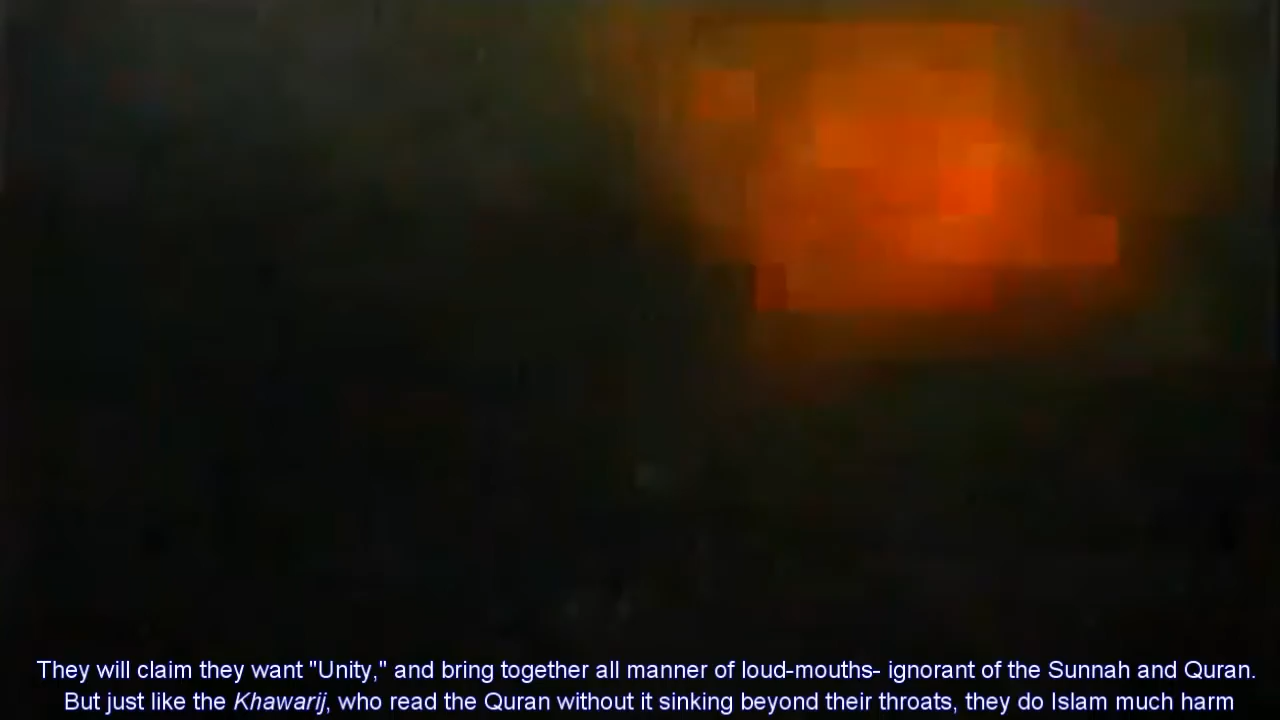 They will claim they want "Unity," and bring together all manner of loud-mouths- ignorant of the Sunnah and Quran.
But just like the Khawarij, who read the Quran without it sinking beyond their throats, they do Islam much harm